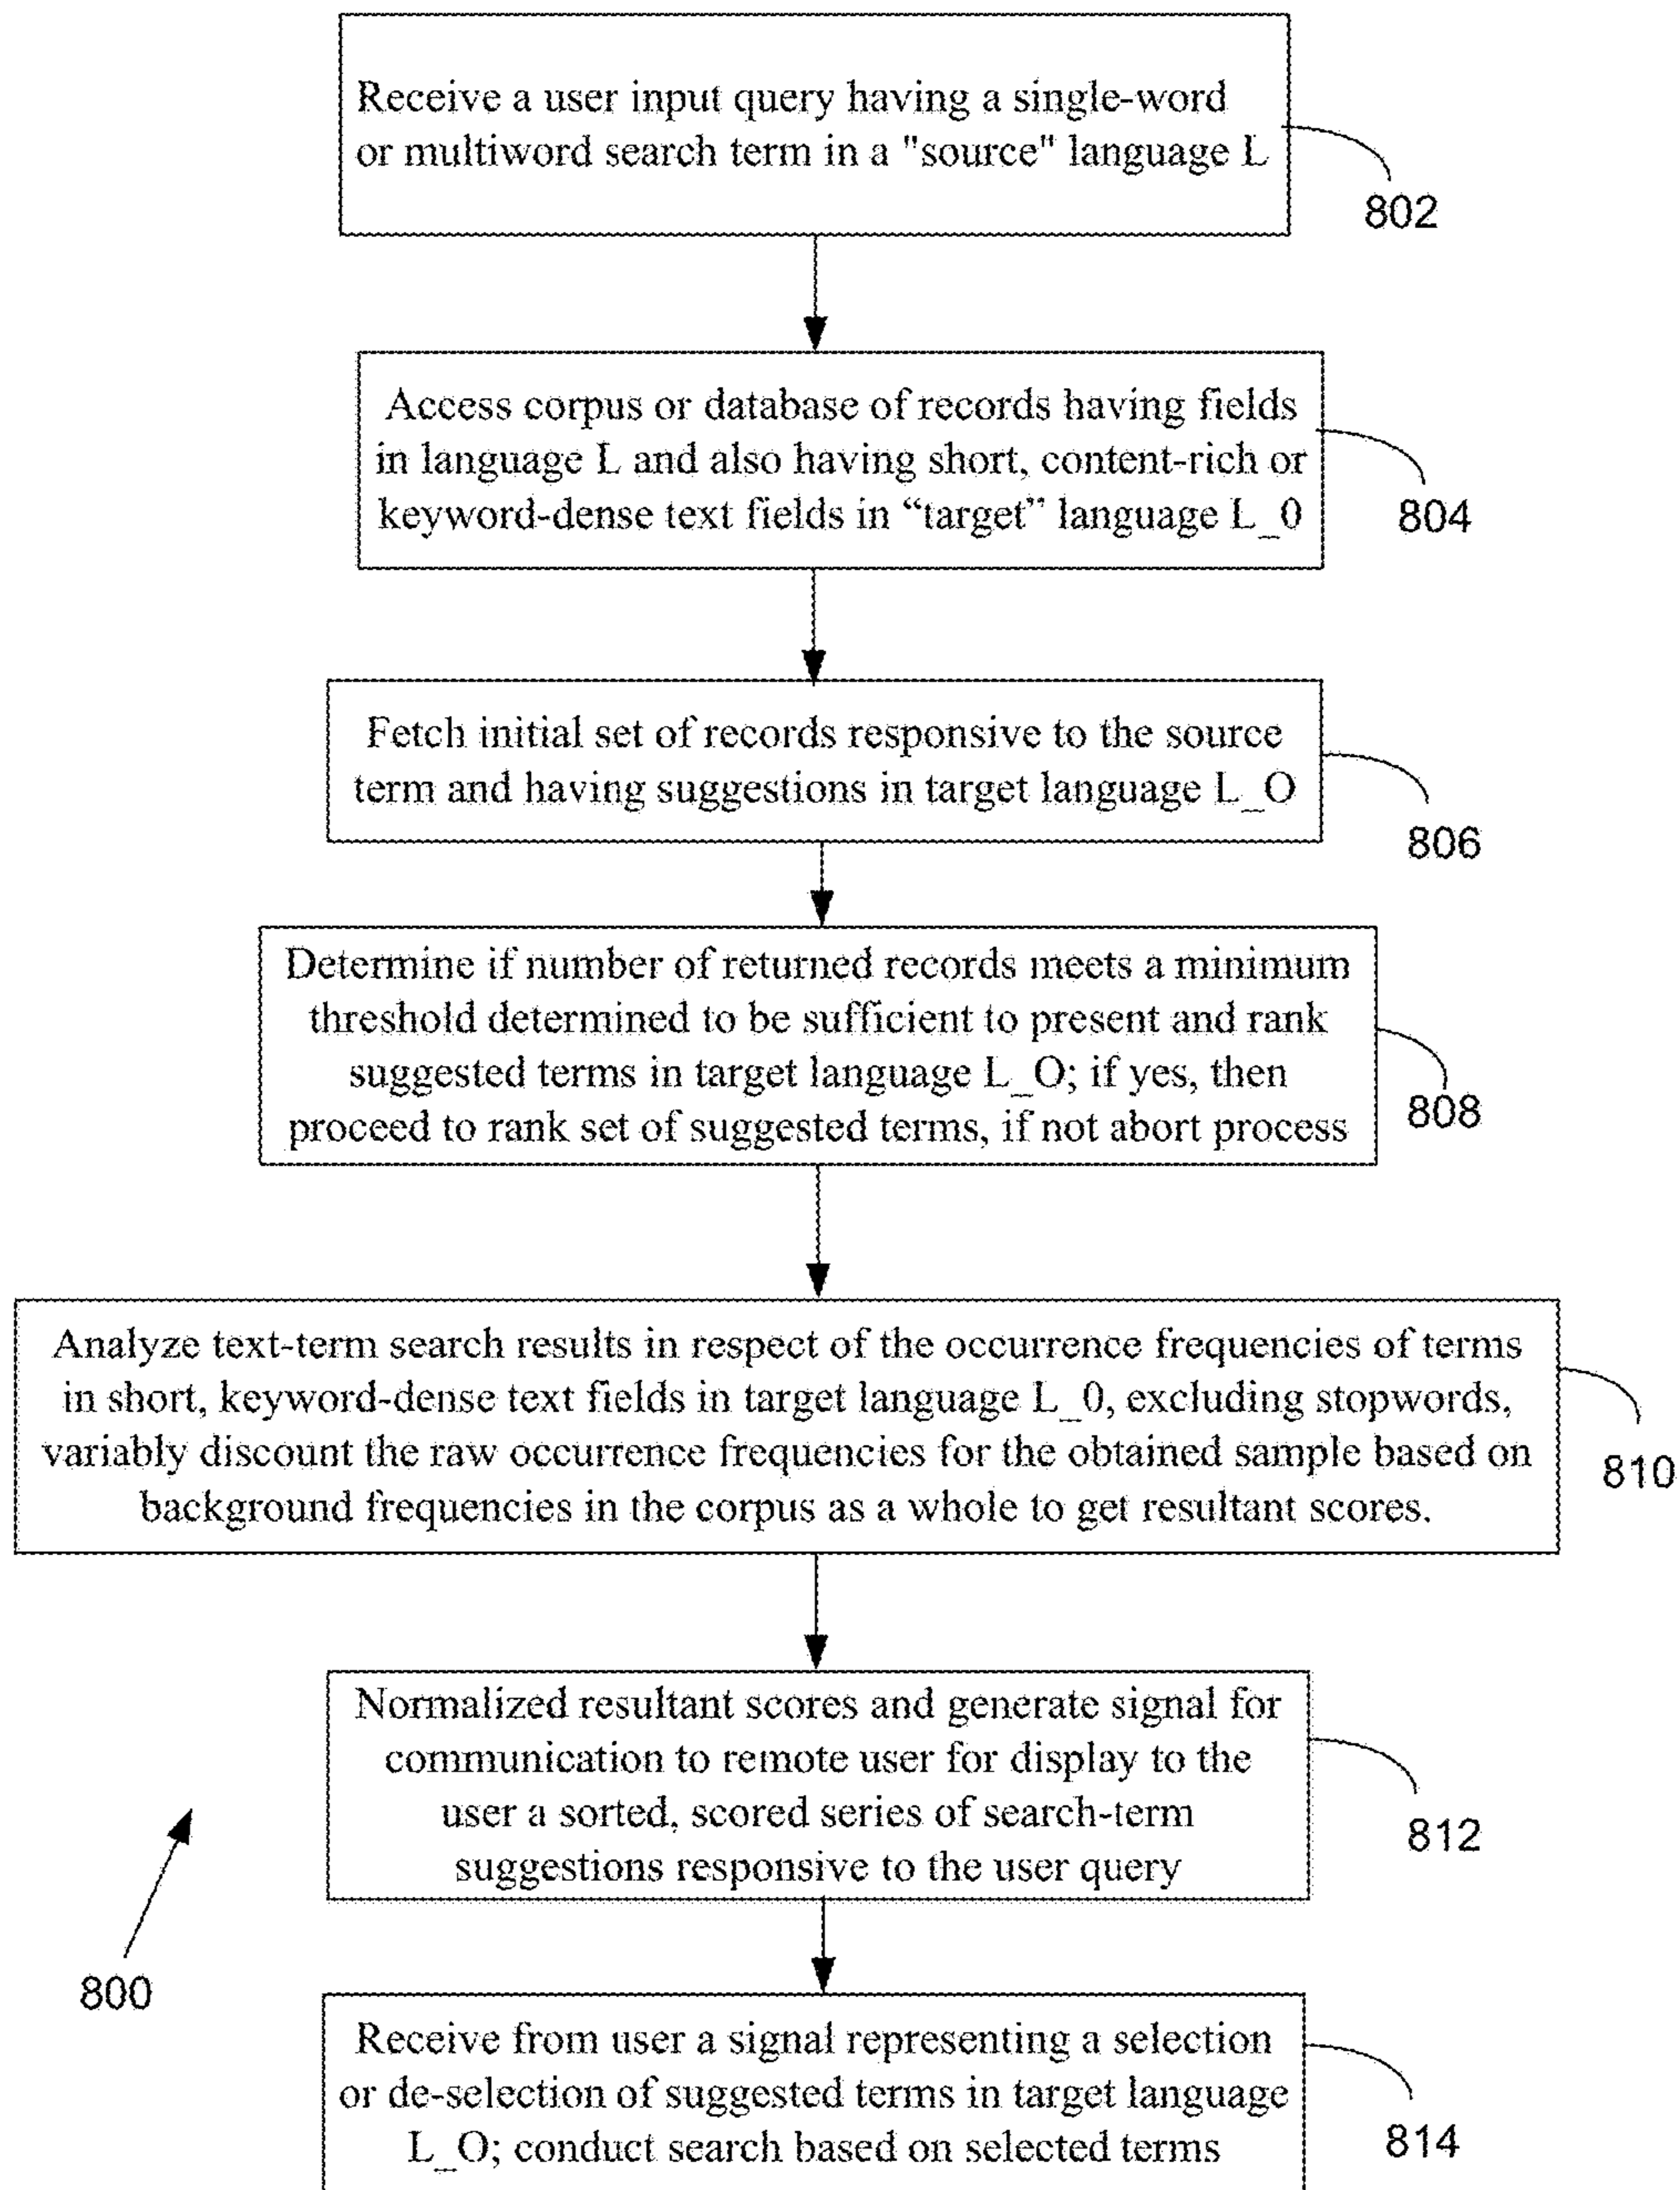 Receive a user input query having a single-word
or multiword search term in a "source" language L
802
Access corpus or database of records having fields
in language L and also having short, content-rich or
keyword-dense text fields in “target” language L_0
804
Fetch initial set of records responsive to the source
term and having suggestions in target language L_O
806
Determine if number of returned records meets a minimum
threshold determined to be sufficient to present and rank
suggested terms in target language L_O; if yes, then
proceed to rank set of suggested terms, if not abort process
808
Analyze text-term search results in respect of the occurrence frequencies of terms
in short, keyword-dense text fields in target language L_0, excluding stopwords,
variably discount the raw occurrence frequencies for the obtained sample based on
background frequencies in the corpus as a whole to get resultant scores.
810
Normalized resultant scores and generate signal for
communication to remote user for display to the
user a sorted, scored series of search-term
suggestions responsive to the user query
812
800
Receive from user a signal representing a selection
or de-selection of suggested terms in target language
L_O; conduct search based on selected terms
814